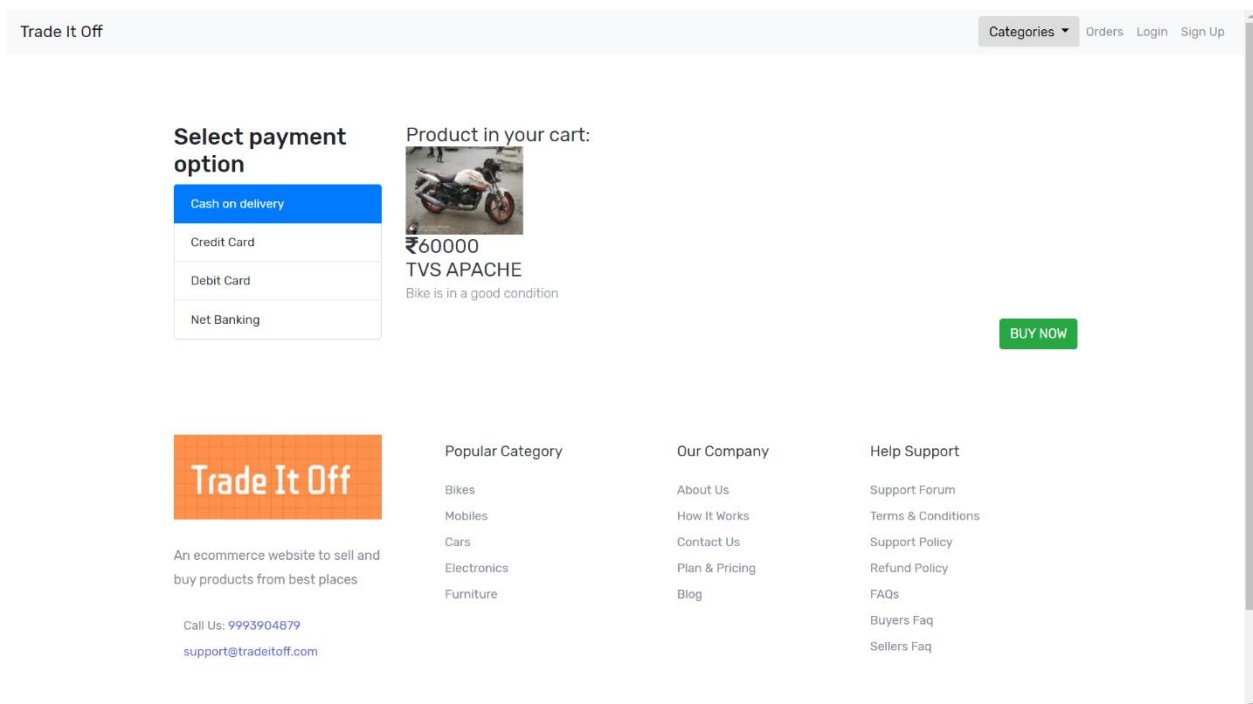 Trade It Off
Categories Orders Login Sign Up
Select payment
option
Cash on delivery
Credit Card
Debit Card
Net Banking
Product in your cart:
₹60000
TVS APACHE
Bike is in a good condition
BUY NOW
Trade It Off
An ecommerce website to sell and
buy products from best places
Call Us: 9993904879
support@tradeitoff.com
Popular Category
Bikes
Mobiles
Cars
Electronics
Furniture
Our Company
About Us
How It Works
Contact Us
Plan & Pricing
Blog
Help Support
Support Forum
Terms & Conditions
Support Policy
Refund Policy
FAQs
Buyers Faq
Sellers Faq